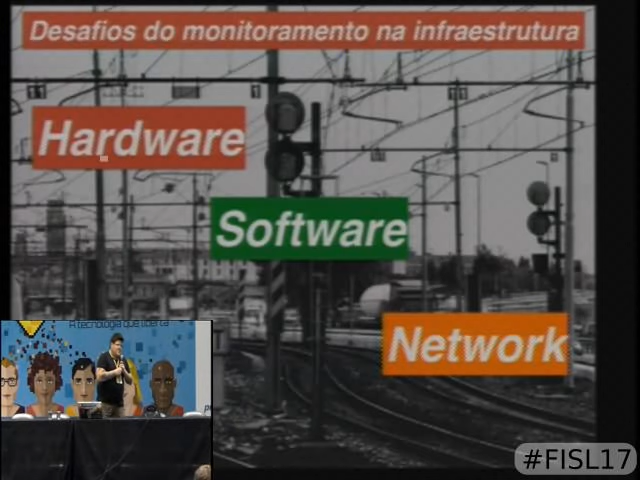 Desafios do monitoramento na infraestrutura
Hardware
Software
Network
A tecnologia que liberta
#FISL17